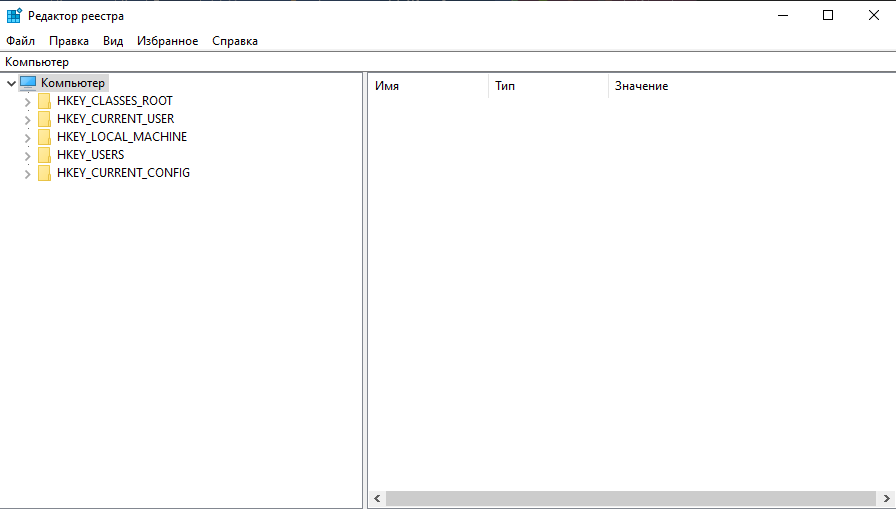 Редактор реестра
Файл Правка Вид Избранное Справка
Компьютер
Компьютер
HKEY_CLASSES_ROOT
HKEY_CURRENT_USER
HKEY_LOCAL_MACHINE
HKEY_USERS
HKEY_CURRENT_CONFIG
Имя Тип Значение